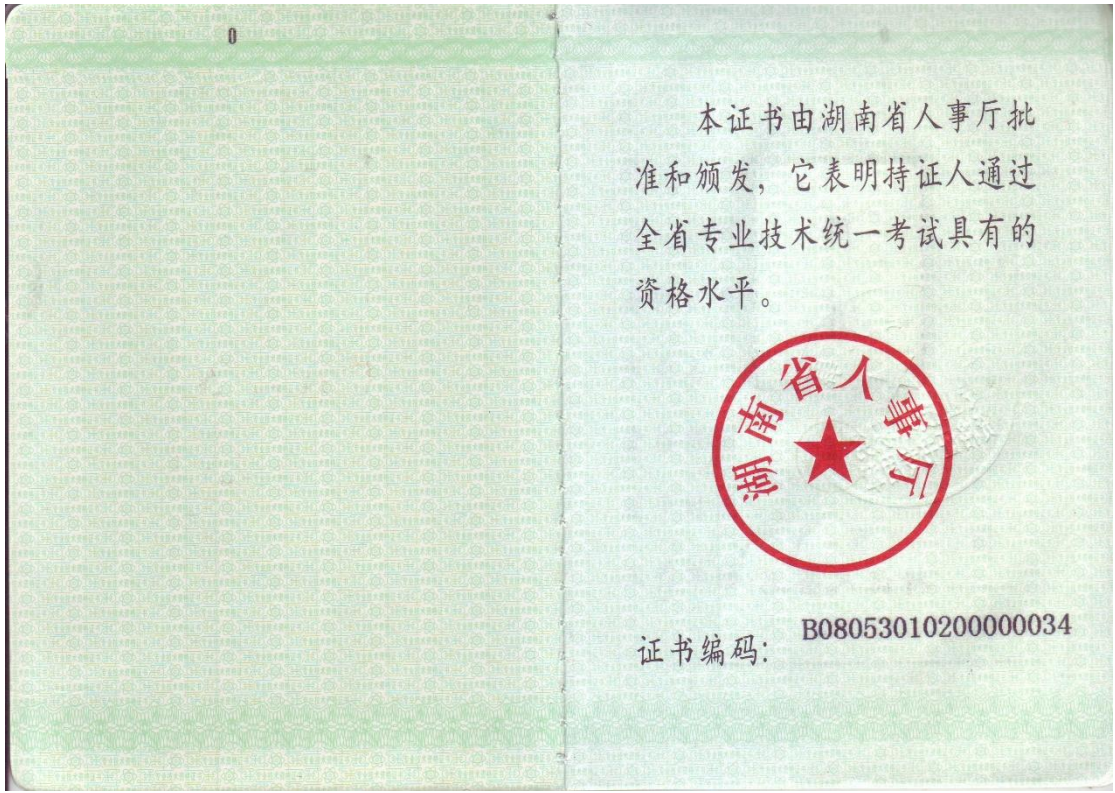 0
本证书由湖南省人事厅批
准和颁发，它表明持证人通过
全省专业技术统一考试具有的
资格水平。
湖南省人事厅
证书编码：B08053010200000034